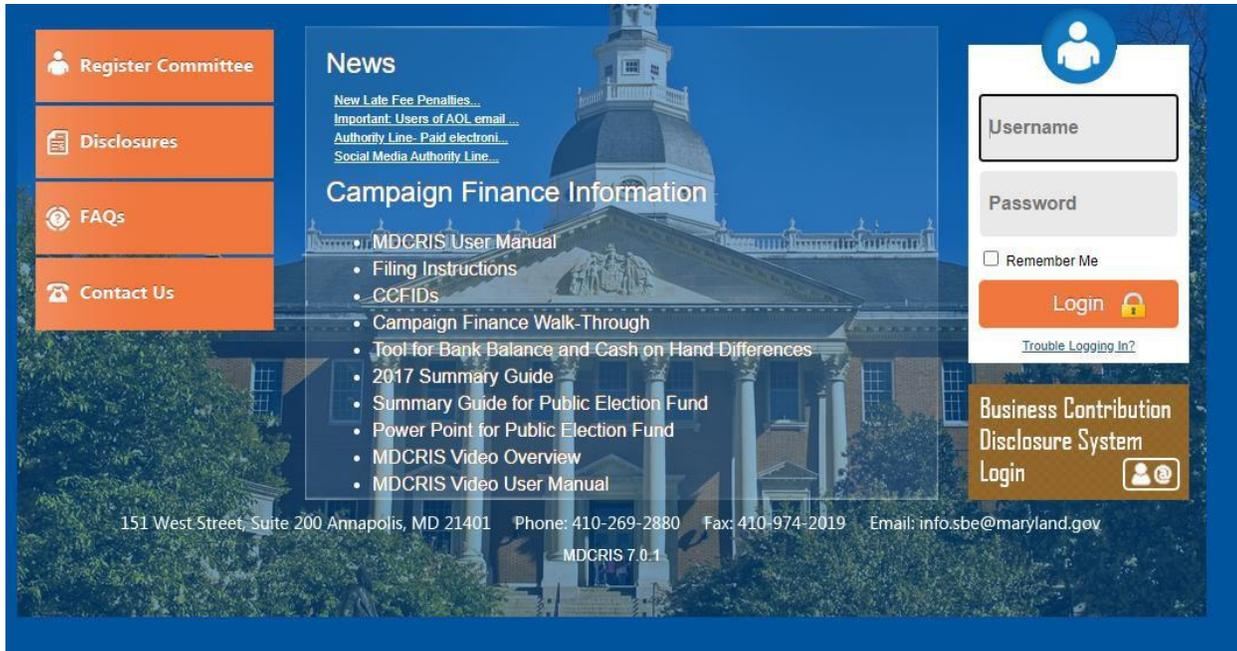 Register Committee
Disclosures
FAQs
Contact Us
News
New Late Fee Penalties...
Important: Users of AOL email ...
Authority Line- Paid electroni...
Social Media Authority Line...
Campaign Finance Information
• MDCRIS User Manual
• Filing Instructions
• CCFIDs
• Campaign Finance Walk-Through
• Tool for Bank Balance and Cash on Hand Differences
• 2017 Summary Guide
• Summary Guide for Public Election Fund
• Power Point for Public Election Fund
• MDCRIS Video Overview
• MDCRIS Video User Manual
Username
Password
Remember Me
Login
Trouble Logging In?
Business Contribution
Disclosure System
Login
151 West Street, Suite 200 Annapolis, MD 21401 Phone: 410-269-2880 Fax: 410-974-2019 Email: info.sbe@maryland.gov
MDCRIS 7.0.1